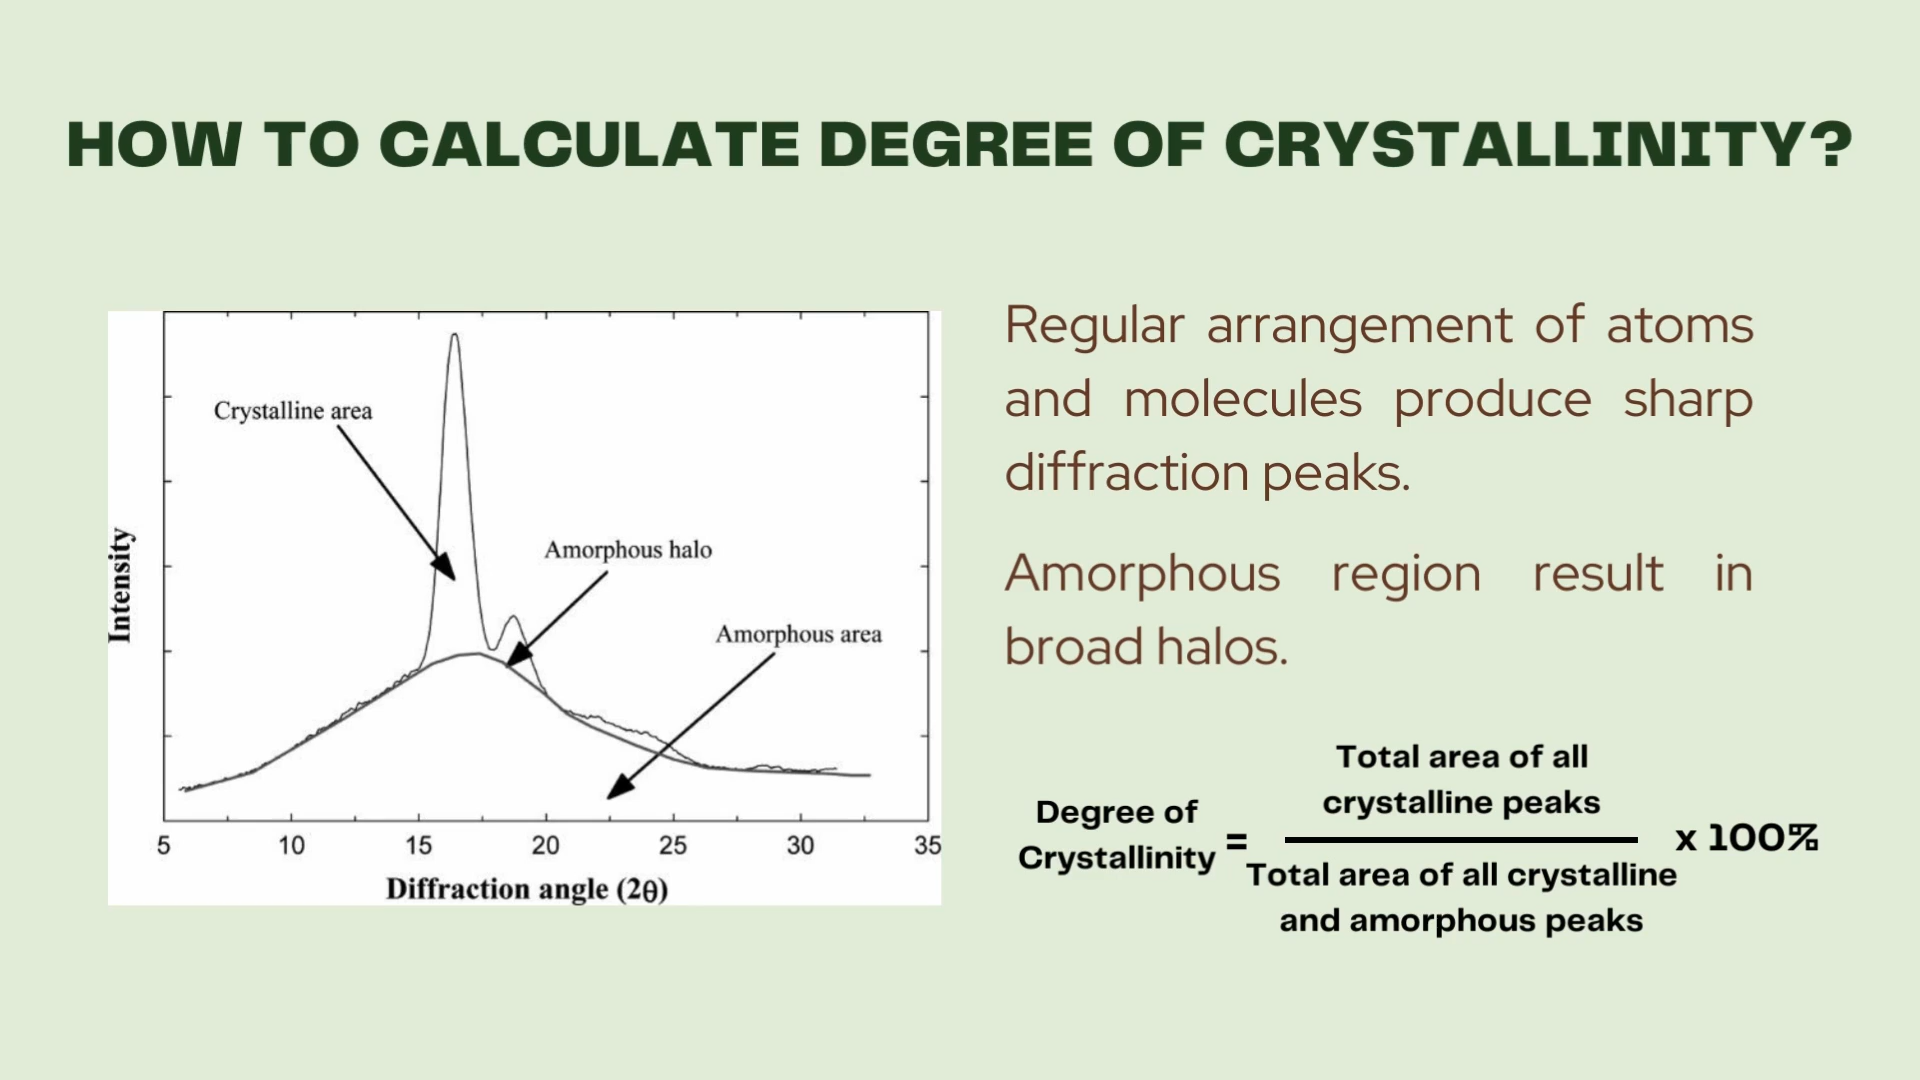 HOW TO CALCULATE DEGREE OF CRYSTALLINITY?
Crystalline area
Amorphous halo
Amorphous area
Intensity
5 10 15 20 25 30 35
Diffraction angle (2θ)
Regular arrangement of atoms
and molecules produce sharp
diffraction peaks.
Amorphous region result in
broad halos.
Degree of
Crystallinity
=
Total area of all
crystalline peaks
Total area of all crystalline
and amorphous peaks
x 100%